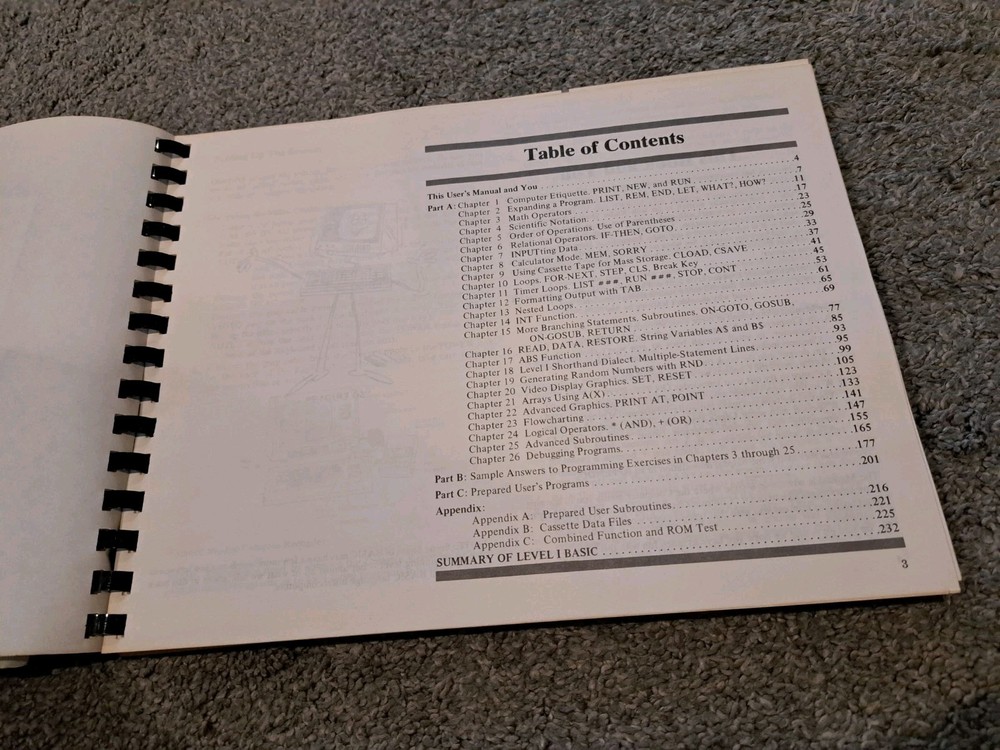 Table of Contents
This User's Manual and You . . . . 4
Part A: Chapter 1 Computer Etiquette. PRINT, NEW, and RUN . . . . 7
Chapter 2 Expanding a Program. LIST, REM, END, LET, WHAT?, HOW? . . . . 11
Chapter 3 Math Operators . . . . 17
Chapter 4 Scientific Notation . . . . 23
Chapter 5 Order of Operations. Use of Parentheses . . . . 25
Chapter 6 Relational Operators. IF-THEN, GOTO . . . . 29
Chapter 7 INPUTting Data . . . . 33
Chapter 8 Calculator Mode. MEM, SORRY . . . . 37
Chapter 9 Using Cassette Tape for Mass Storage. CLOAD, CSAVE . . . . 41
Chapter 10 Loops. FOR-NEXT, STEP, CLS, Break Key . . . . 45
Chapter 11 Timer Loops. LIST ###, RUN ###, STOP, CONT . . . . 53
Chapter 12 Formatting Output with TAB . . . . 61
Chapter 13 Nested Loops . . . . 65
Chapter 14 INT Function . . . . 69
Chapter 15 More Branching Statements. Subroutines. ON-GOTO, GOSUB,
ON-GOSUB, RETURN . . . . 77
Chapter 16 READ, DATA, RESTORE. String Variables A$ and B$ . . . . 85
Chapter 17 ABS Function . . . . 93
Chapter 18 Level I Shorthand Dialect. Multiple-Statement Lines . . . . 95
Chapter 19 Generating Random Numbers with RND . . . . 99
Chapter 20 Video Display Graphics. SET, RESET . . . . 105
Chapter 21 Arrays Using A(X) . . . . 123
Chapter 22 Advanced Graphics. PRINT AT, POINT . . . . 133
Chapter 23 Flowcharting . . . . 141
Chapter 24 Logical Operators. * (AND), + (OR) . . . . 147
Chapter 25 Advanced Subroutines . . . . 155
Chapter 26 Debugging Programs . . . . 165
Part B: Sample Answers to Programming Exercises in Chapters 3 through 25 . . . . 177
Part C: Prepared User's Programs . . . . 201
Appendix:
Appendix A: Prepared User Subroutines . . . . 216
Appendix B: Cassette Data Files . . . . 221
Appendix C: Combined Function and ROM Test . . . . 225
SUMMARY OF LEVEL I BASIC . . . . 232
3